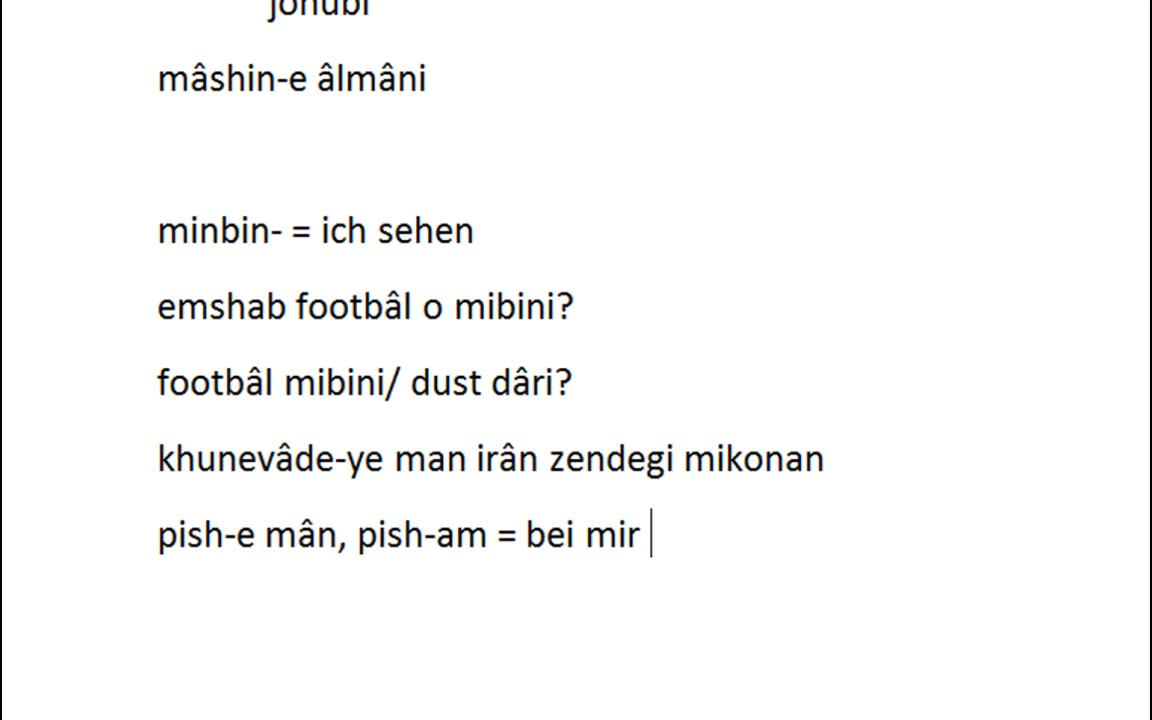 jonubi
mâshin-e âlmâni
minbin- = ich sehen
emshab footbâl o mibini?
footbâl mibini/ dust dâri?
khunevâde-ye man irân zendegi mikonan
pish-e mân, pish-am = bei mir